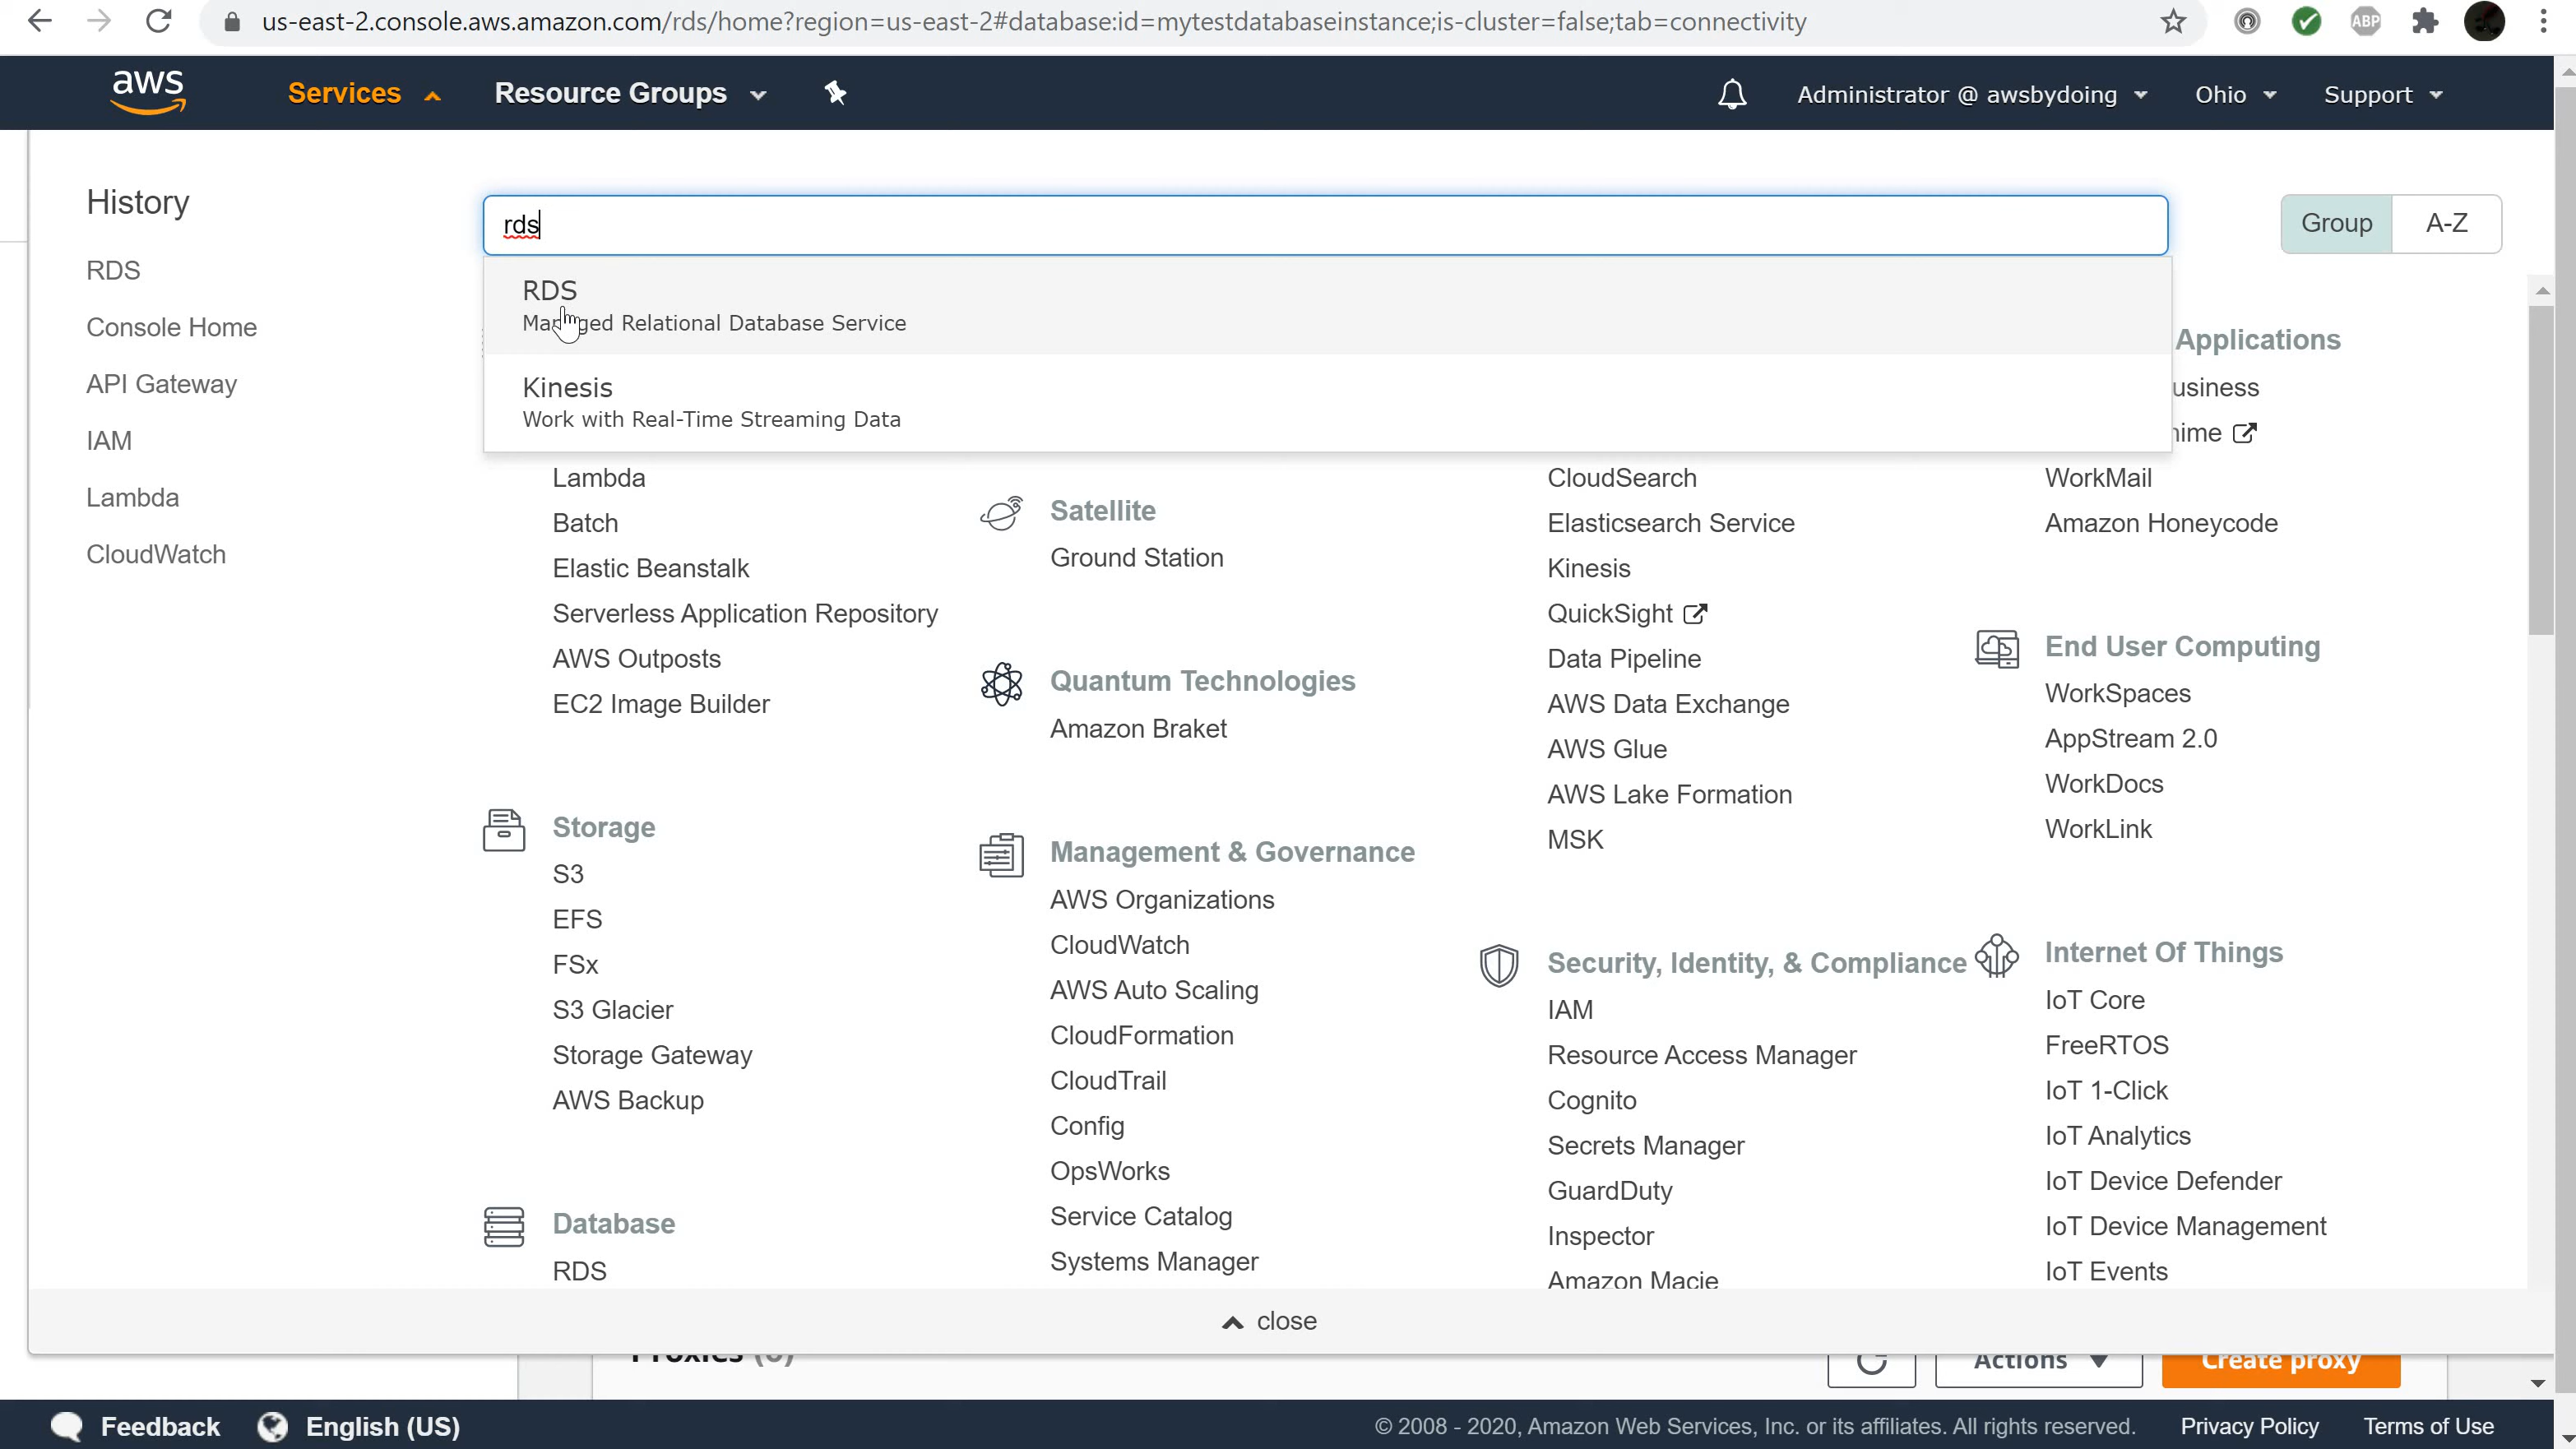 us-east-2.console.aws.amazon.com/rds/home?region=us-east-2#database:id=mytestdatabaseinstance;is-cluster=false;tab=connectivity
ABP
aws
Services
Resource Groups
Administrator @ awsbydoing
Ohio
Support
History
RDS
Console Home
API Gateway
IAM
Lambda
CloudWatch
rds
Group
A-Z
RDS
Managed Relational Database Service
Kinesis
Work with Real-Time Streaming Data
Lambda
Batch
Elastic Beanstalk
Serverless Application Repository
AWS Outposts
EC2 Image Builder
Storage
S3
EFS
FSx
S3 Glacier
Storage Gateway
AWS Backup
Database
RDS
Satellite
Ground Station
Quantum Technologies
Amazon Braket
Management & Governance
AWS Organizations
CloudWatch
AWS Auto Scaling
CloudFormation
CloudTrail
Config
OpsWorks
Service Catalog
Systems Manager
CloudSearch
Elasticsearch Service
Kinesis
QuickSight
Data Pipeline
AWS Data Exchange
AWS Glue
AWS Lake Formation
MSK
Security, Identity, & Compliance
IAM
Resource Access Manager
Cognito
Secrets Manager
GuardDuty
Inspector
Amazon Macie
Applications
WorkMail
Amazon Honeycode
End User Computing
WorkSpaces
AppStream 2.0
WorkDocs
WorkLink
Internet Of Things
IoT Core
FreeRTOS
IoT 1-Click
IoT Analytics
IoT Device Defender
IoT Device Management
IoT Events
close
Proxies (0)
Actions
Create proxy
Feedback
English (US)
© 2008 - 2020, Amazon Web Services, Inc. or its affiliates. All rights reserved.
Privacy Policy
Terms of Use